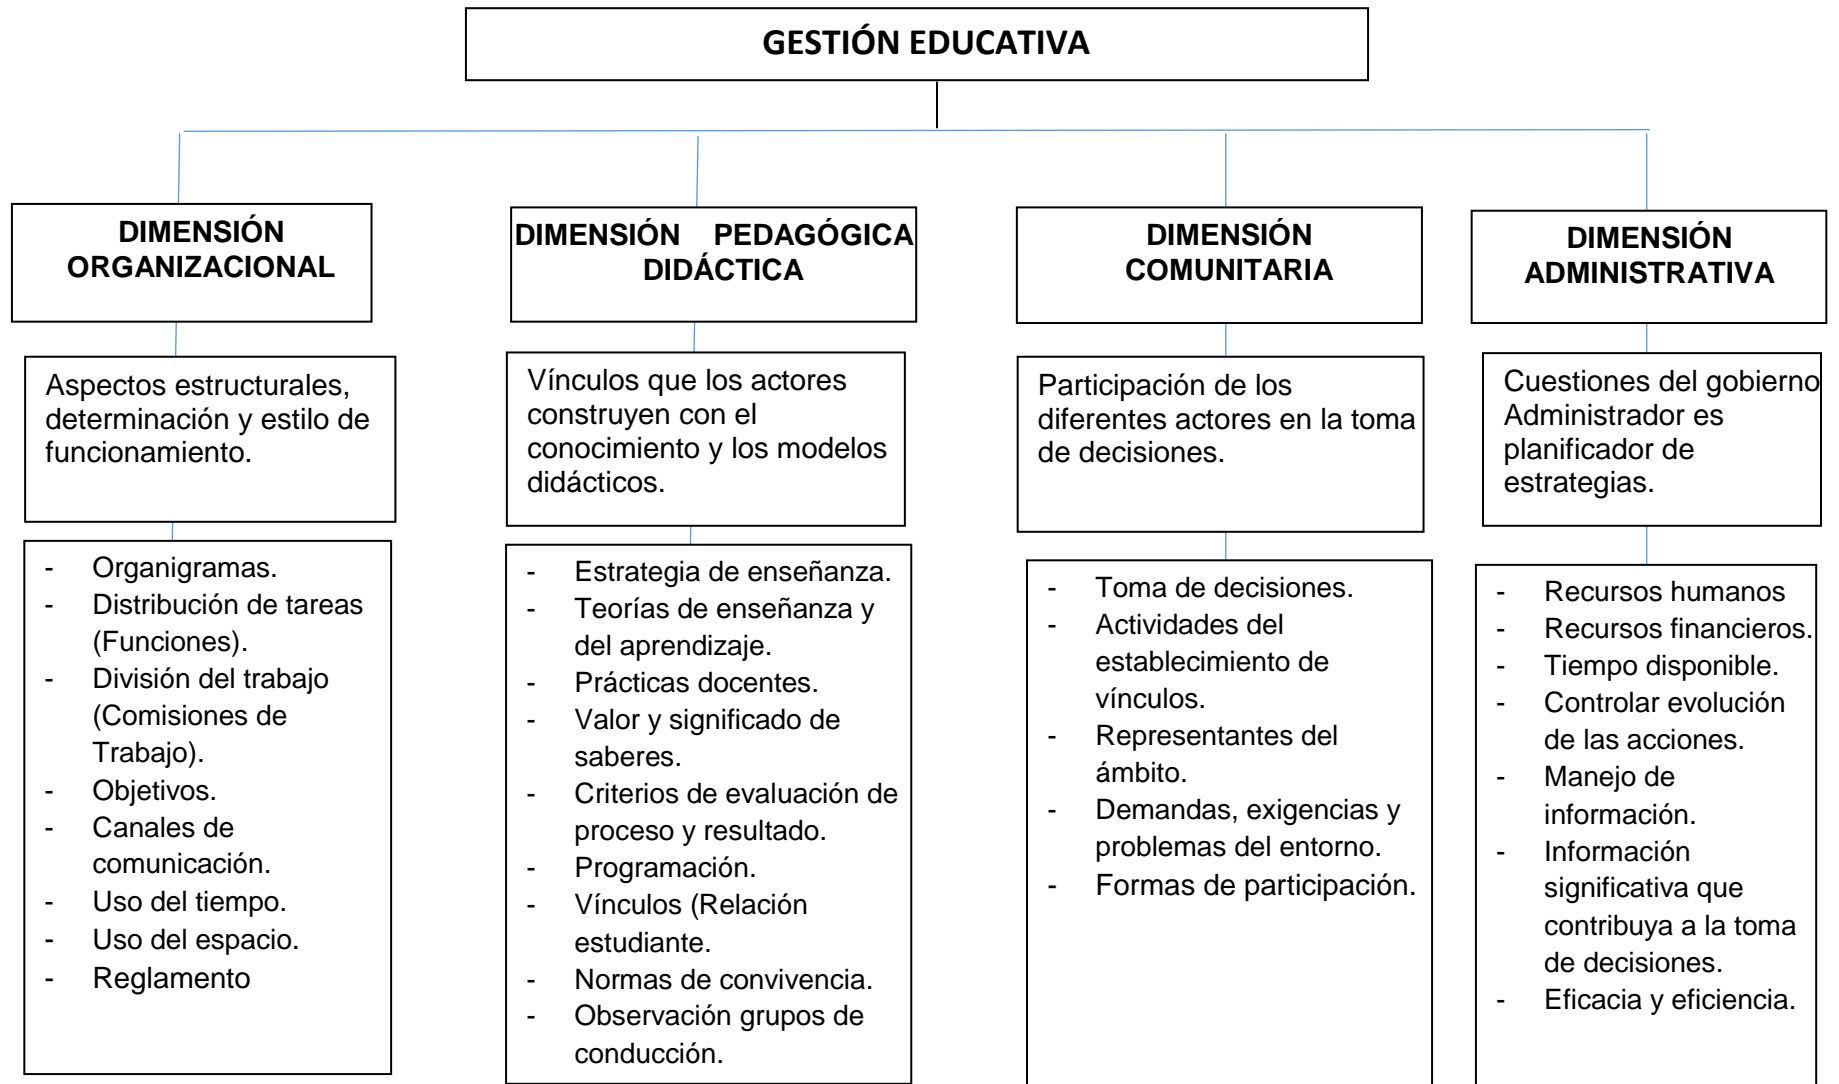 GESTIÓN EDUCATIVA
DIMENSIÓN
ORGANIZACIONAL
Aspectos estructurales,
determinación y estilo de
funcionamiento.
- Organigramas.
- Distribución de tareas
(Funciones).
- División del trabajo
(Comisiones de
Trabajo).
- Objetivos.
- Canales de
comunicación.
- Uso del tiempo.
- Uso del espacio.
- Reglamento
DIMENSIÓN PEDAGÓGICA
DIDÁCTICA
Vínculos que los actores
construyen con el
conocimiento y los modelos
didácticos.
- Estrategia de enseñanza.
- Teorías de enseñanza y
del aprendizaje.
- Prácticas docentes.
- Valor y significado de
saberes.
- Criterios de evaluación de
proceso y resultado.
- Programación.
- Vínculos (Relación
estudiante.
- Normas de convivencia.
- Observación grupos de
conducción.
DIMENSIÓN
COMUNITARIA
Participación de los
diferentes actores en la toma
de decisiones.
- Toma de decisiones.
- Actividades del
establecimiento de
vínculos.
- Representantes del
ámbito.
- Demandas, exigencias y
problemas del entorno.
- Formas de participación.
DIMENSIÓN
ADMINISTRATIVA
Cuestiones del gobierno
Administrador es
planificador de
estrategias.
- Recursos humanos
- Recursos financieros.
- Tiempo disponible.
- Controlar evolución
de las acciones.
- Manejo de
información.
- Información
significativa que
contribuya a la toma
de decisiones.
- Eficacia y eficiencia.